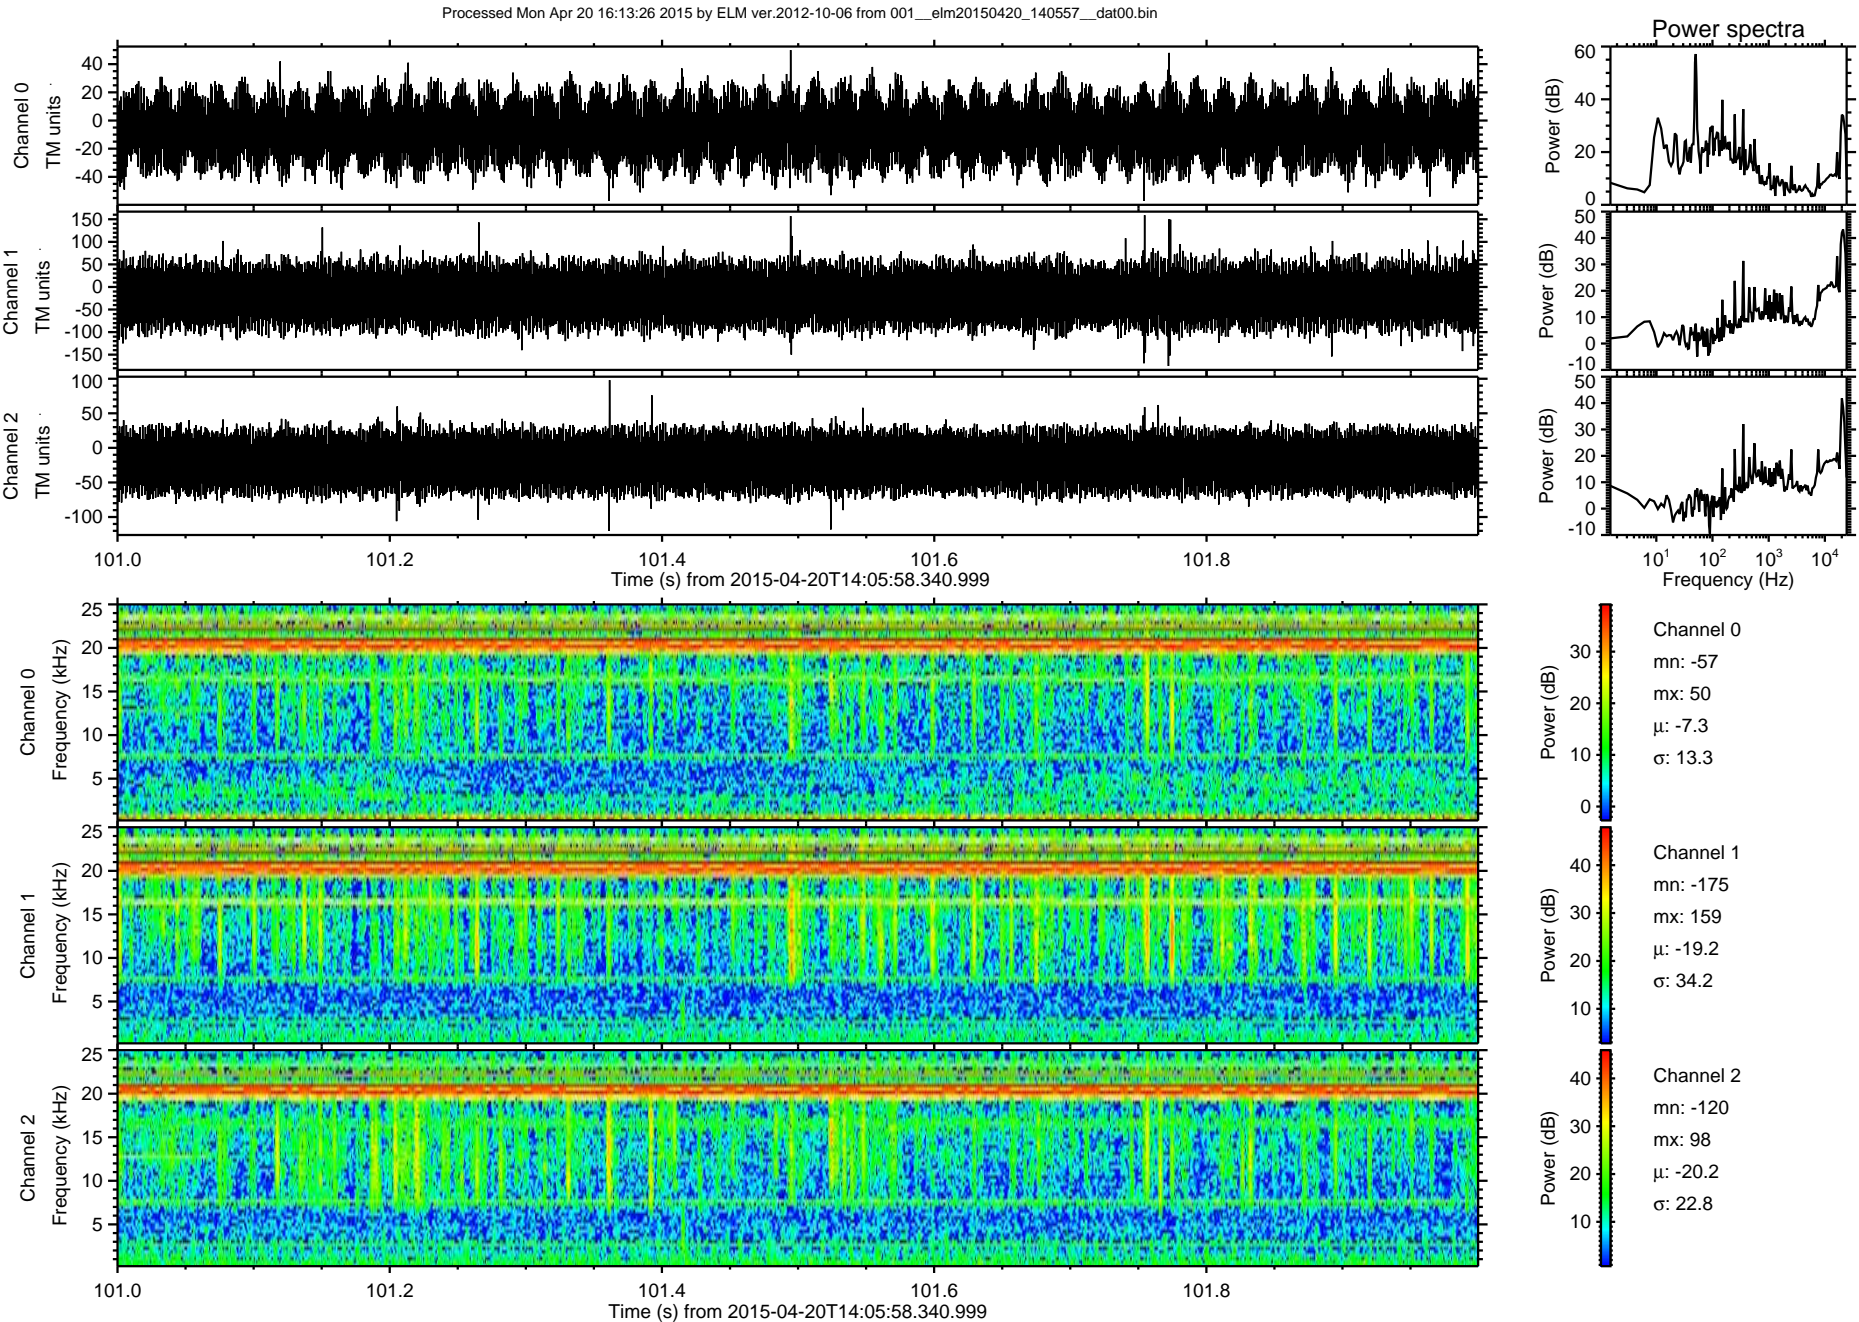 Processed Mon Apr 20 16:13:26 2015 by ELM ver.2012-10-06 from 001__elm20150420_140557__dat00.bin
Power spectra
Channel 0
TM units
40
20
0
-20
-40
Power (dB)
60
40
20
0
Channel 1
TM units
150
100
50
0
-50
-100
-150
Power (dB)
50
40
30
20
10
0
-10
Channel 2
TM units
100
50
0
-50
-100
Power (dB)
50
40
30
20
10
0
-10
101.0 101.2 101.4 101.6 101.8
Time (s) from 2015-04-20T14:05:58.340.999
10^1 10^2 10^3 10^4
Frequency (Hz)
Channel 0
Frequency (kHz)
25
20
15
10
5
Power (dB)
30
20
10
0
Channel 0
mn: -57
mx: 50
μ: -7.3
σ: 13.3
Channel 1
Frequency (kHz)
25
20
15
10
5
Power (dB)
40
30
20
10
Channel 1
mn: -175
mx: 159
μ: -19.2
σ: 34.2
Channel 2
Frequency (kHz)
25
20
15
10
5
Power (dB)
40
30
20
10
Channel 2
mn: -120
mx: 98
μ: -20.2
σ: 22.8
101.0 101.2 101.4 101.6 101.8
Time (s) from 2015-04-20T14:05:58.340.999